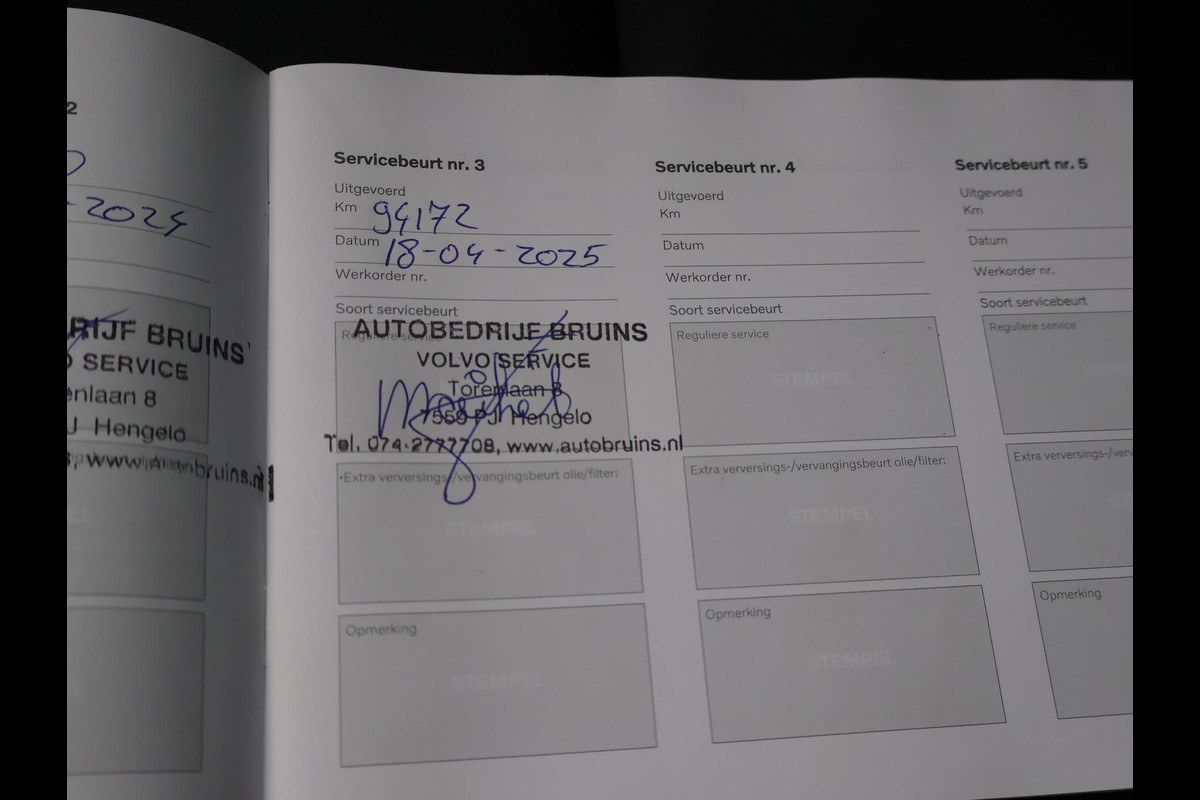 2
-2024
RIJF BRUINS
O SERVICE
enlaan 8
J Hengelo
www.autobruins.nl
Servicebeurt nr. 3
Uitgevoerd
Km 94172
Datum 18-04-2025
Werkorder nr.
Soort servicebeurt
Reguliere service
AUTOBEDRIJF BRUINS
VOLVO SERVICE
Torenlaan 8
7559 PJ Hengelo
Tel. 074-2777708, www.autobruins.nl
Extra verversings-/vervangingsbeurt olie/filter:
STEMPEL
Opmerking
STEMPEL
Servicebeurt nr. 4
Uitgevoerd
Km
Datum
Werkorder nr.
Soort servicebeurt
Reguliere service
STEMPEL
Extra verversings-/vervangingsbeurt olie/filter:
STEMPEL
Opmerking
STEMPEL
Servicebeurt nr. 5
Uitgevoerd
Km
Datum
Werkorder nr.
Soort servicebeurt
Reguliere service
Extra verversings-/verv
Opmerking